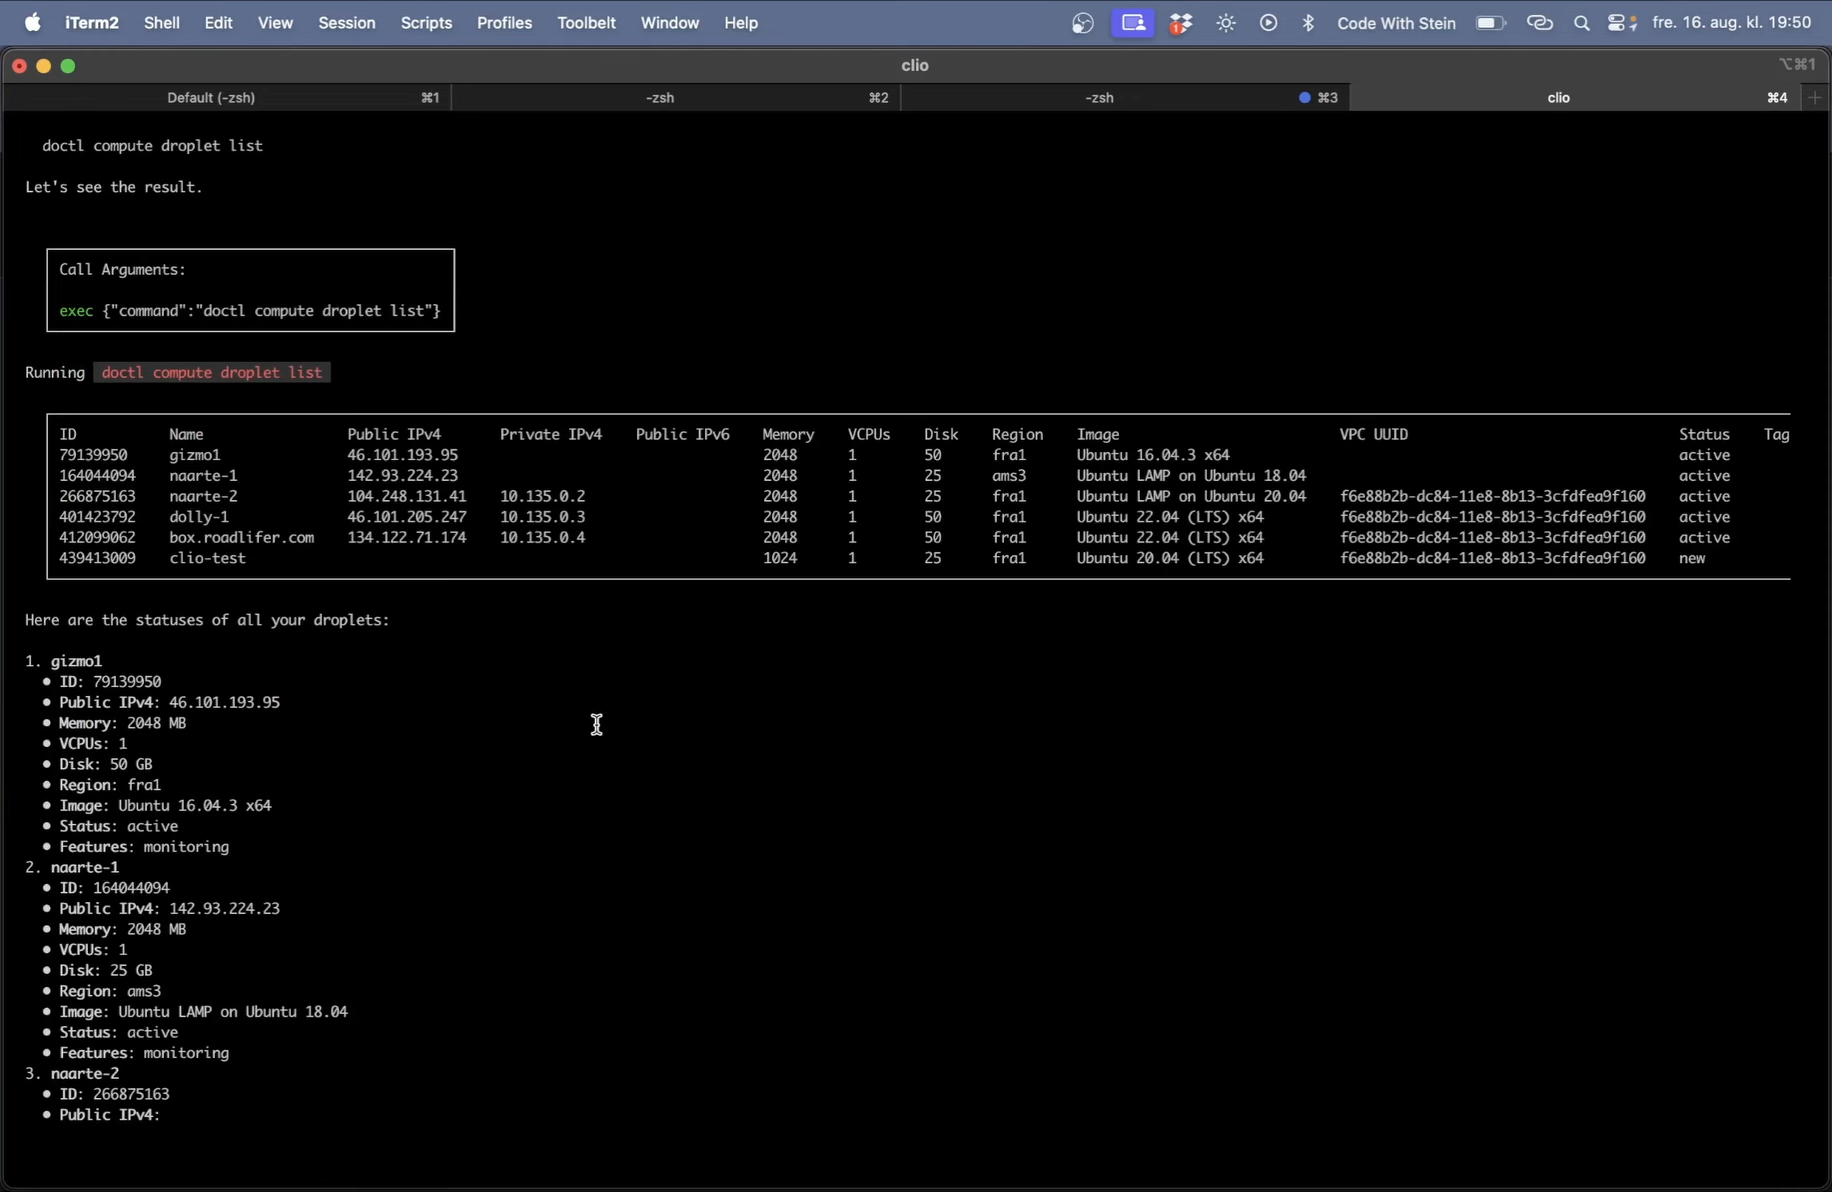 iTerm2 Shell Edit View Session Scripts Profiles Toolbelt Window Help 1 Code With Stein fre. 16. aug. kl. 19:50
clio ⌥⌘1
Default (-zsh) ⌘1 -zsh ⌘2 -zsh ⌘3 clio ⌘4 +
doctl compute droplet list
Let's see the result.
Call Arguments:
exec {"command":"doctl compute droplet list"}
Running doctl compute droplet list
ID Name Public IPv4 Private IPv4 Public IPv6 Memory VCPUs Disk Region Image VPC UUID Status Tag
79139950 gizmo1 46.101.193.95 2048 1 50 fra1 Ubuntu 16.04.3 x64 active
164044094 naarte-1 142.93.224.23 2048 1 25 ams3 Ubuntu LAMP on Ubuntu 18.04 active
266875163 naarte-2 104.248.131.41 10.135.0.2 2048 1 25 fra1 Ubuntu LAMP on Ubuntu 20.04 f6e88b2b-dc84-11e8-8b13-3cfdfea9f160 active
401423792 dolly-1 46.101.205.247 10.135.0.3 2048 1 50 fra1 Ubuntu 22.04 (LTS) x64 f6e88b2b-dc84-11e8-8b13-3cfdfea9f160 active
412099062 box.roadlifer.com 134.122.71.174 10.135.0.4 2048 1 50 fra1 Ubuntu 22.04 (LTS) x64 f6e88b2b-dc84-11e8-8b13-3cfdfea9f160 active
439413009 clio-test 1024 1 25 fra1 Ubuntu 20.04 (LTS) x64 f6e88b2b-dc84-11e8-8b13-3cfdfea9f160 new
Here are the statuses of all your droplets:
1. gizmo1
• ID: 79139950
• Public IPv4: 46.101.193.95
• Memory: 2048 MB
• VCPUs: 1
• Disk: 50 GB
• Region: fra1
• Image: Ubuntu 16.04.3 x64
• Status: active
• Features: monitoring
2. naarte-1
• ID: 164044094
• Public IPv4: 142.93.224.23
• Memory: 2048 MB
• VCPUs: 1
• Disk: 25 GB
• Region: ams3
• Image: Ubuntu LAMP on Ubuntu 18.04
• Status: active
• Features: monitoring
3. naarte-2
• ID: 266875163
• Public IPv4: